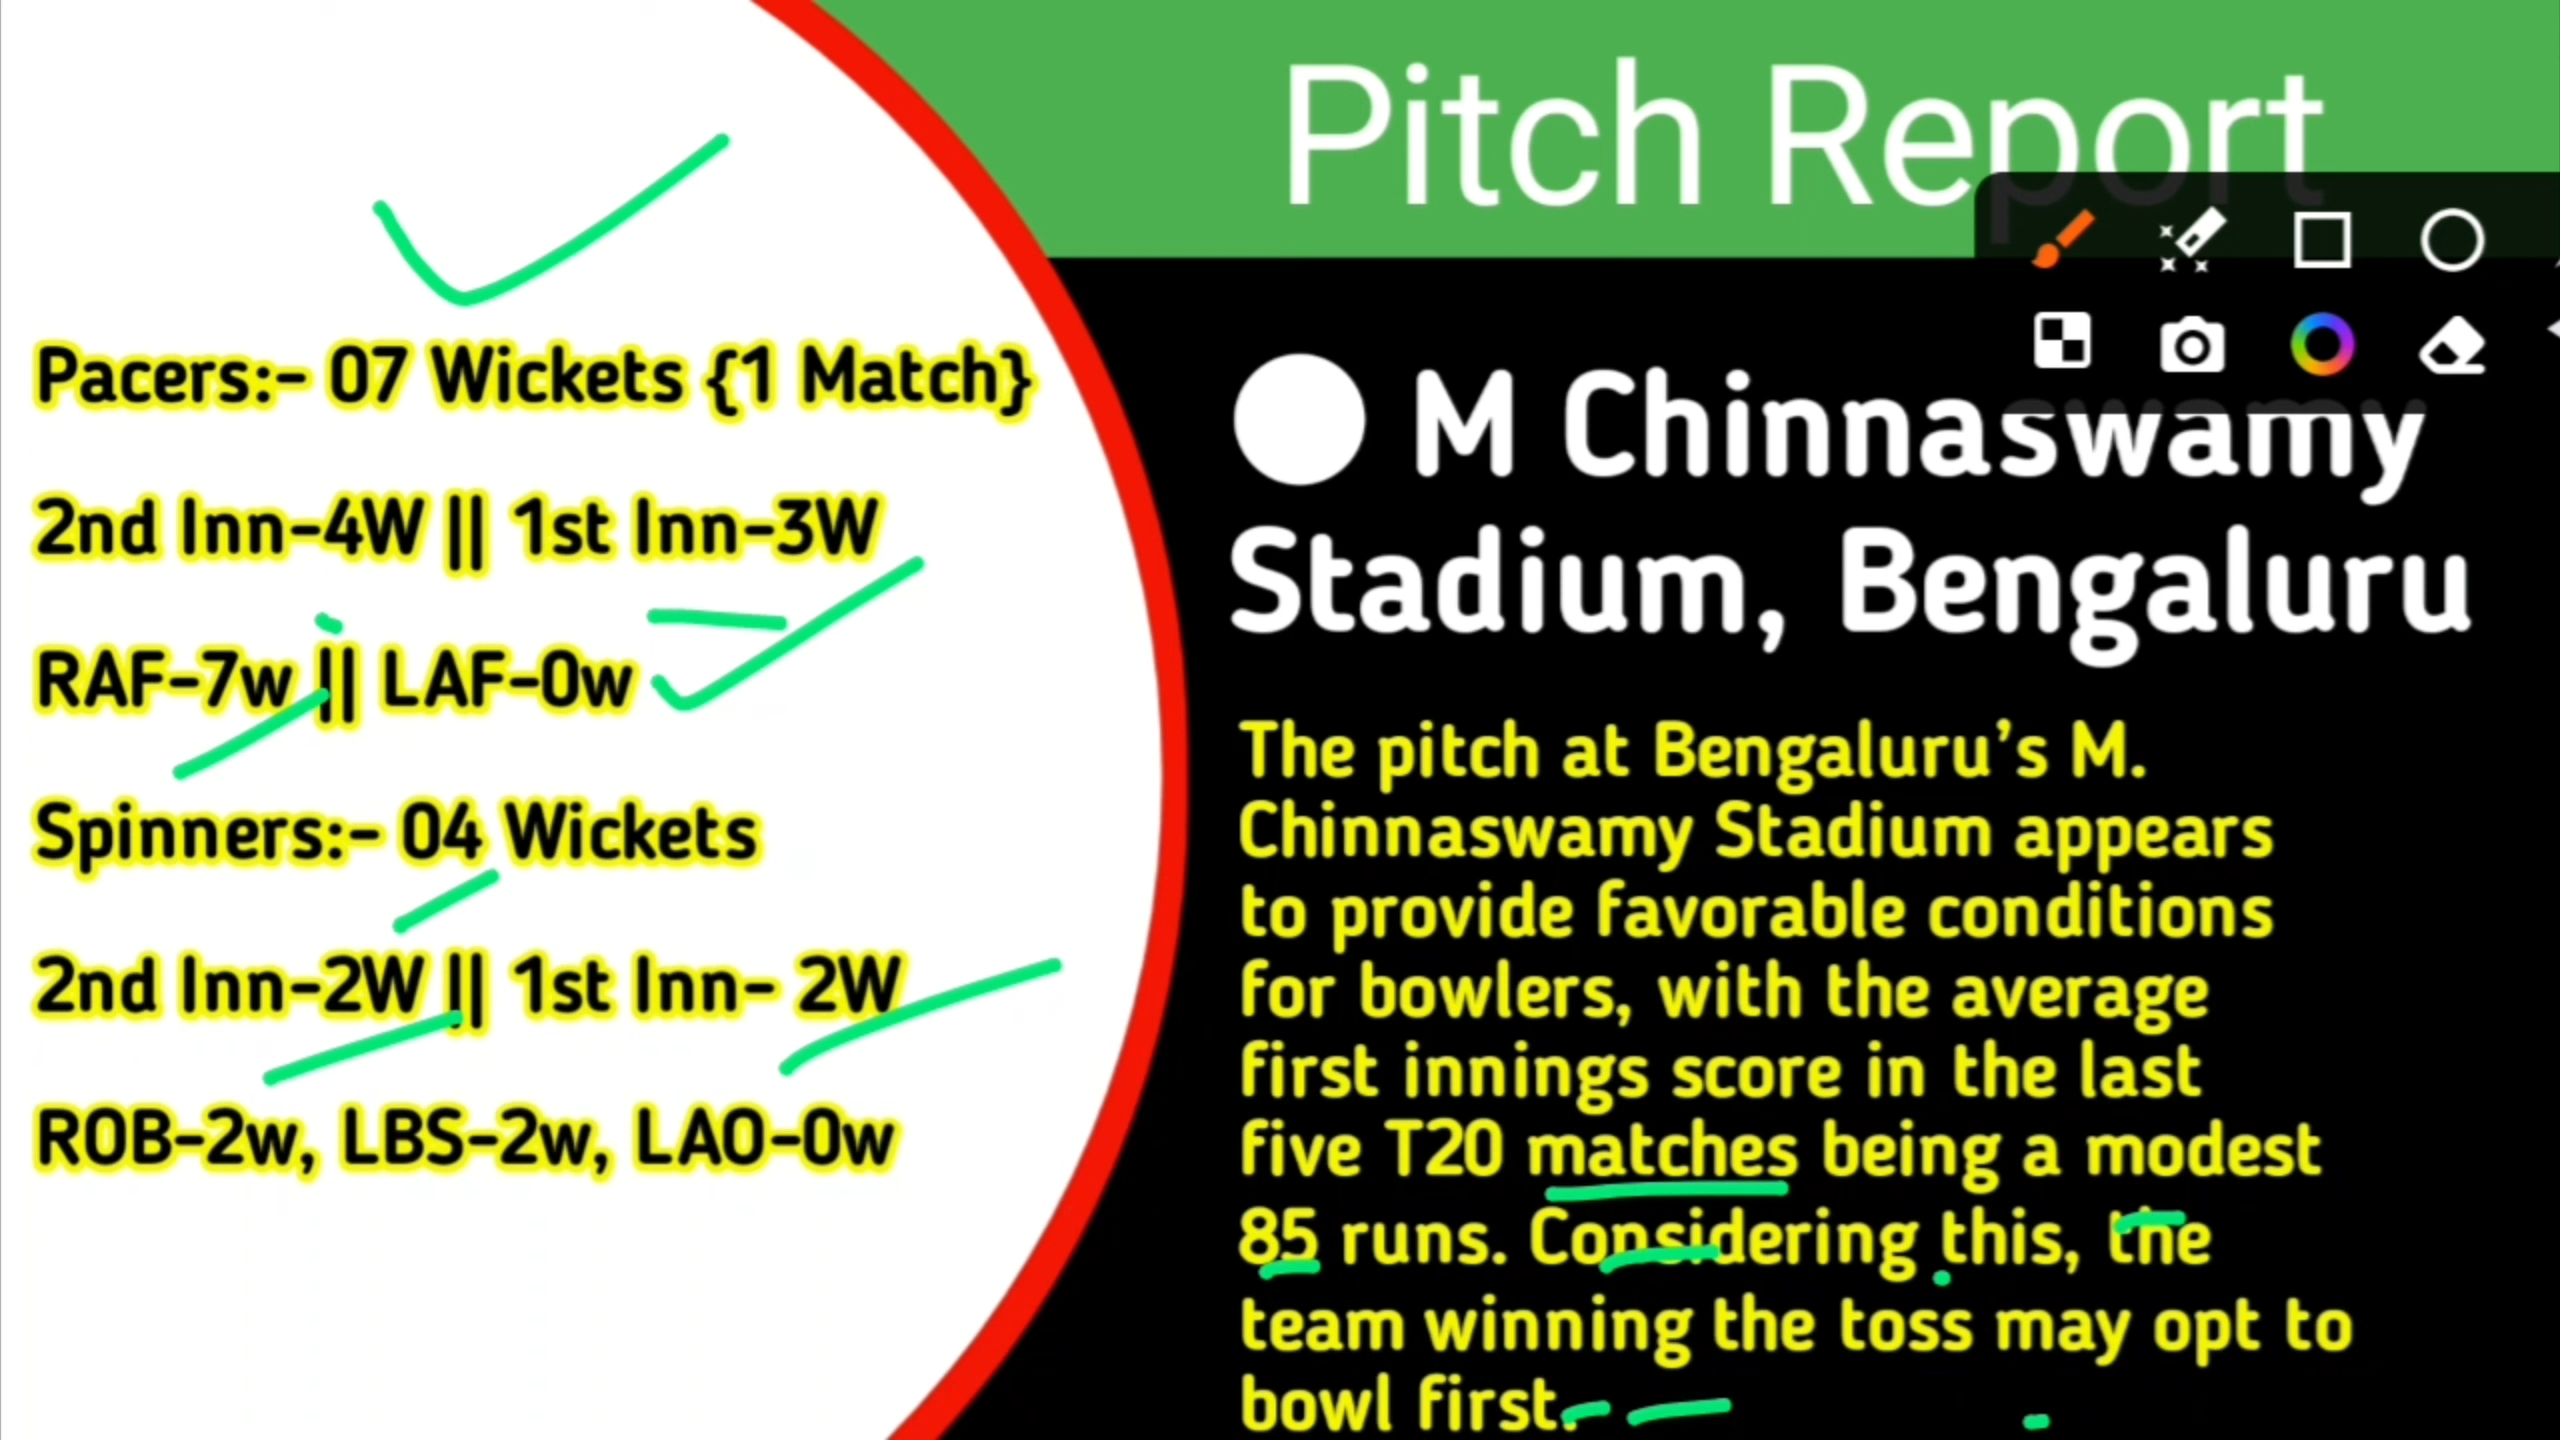 Pitch Report
Pacers:- 07 Wickets {1 Match}
2nd Inn-4W || 1st Inn-3W
RAF-7w || LAF-0w
Spinners:- 04 Wickets
2nd Inn-2W || 1st Inn- 2W
ROB-2w, LBS-2w, LAO-0w
M Chinnaswamy
Stadium, Bengaluru
The pitch at Bengaluru’s M.
Chinnaswamy Stadium appears
to provide favorable conditions
for bowlers, with the average
first innings score in the last
five T20 matches being a modest
85 runs. Considering this, the
team winning the toss may opt to
bowl first.